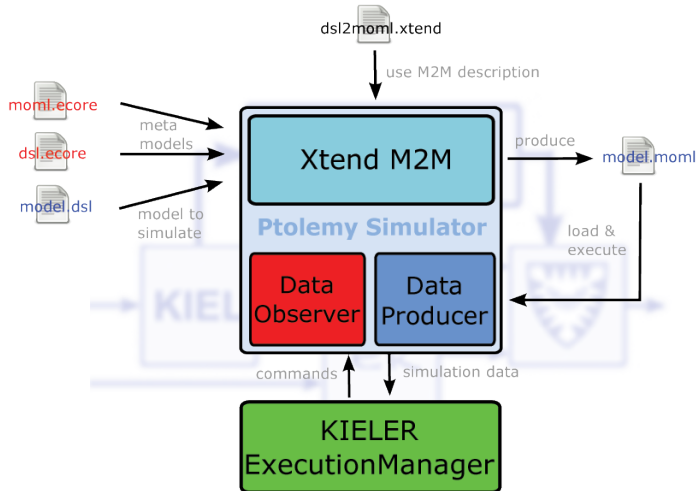 dsl2moml.xtend
use M2M description
moml.ecore
meta
models
dsl.ecore
model.dsl
model to
simulate
Xtend M2M
produce
model.moml
Ptolemy Simulator
load &
execute
KIEL
Data
Observer
Data
Producer
commands
simulation data
KIELER
ExecutionManager